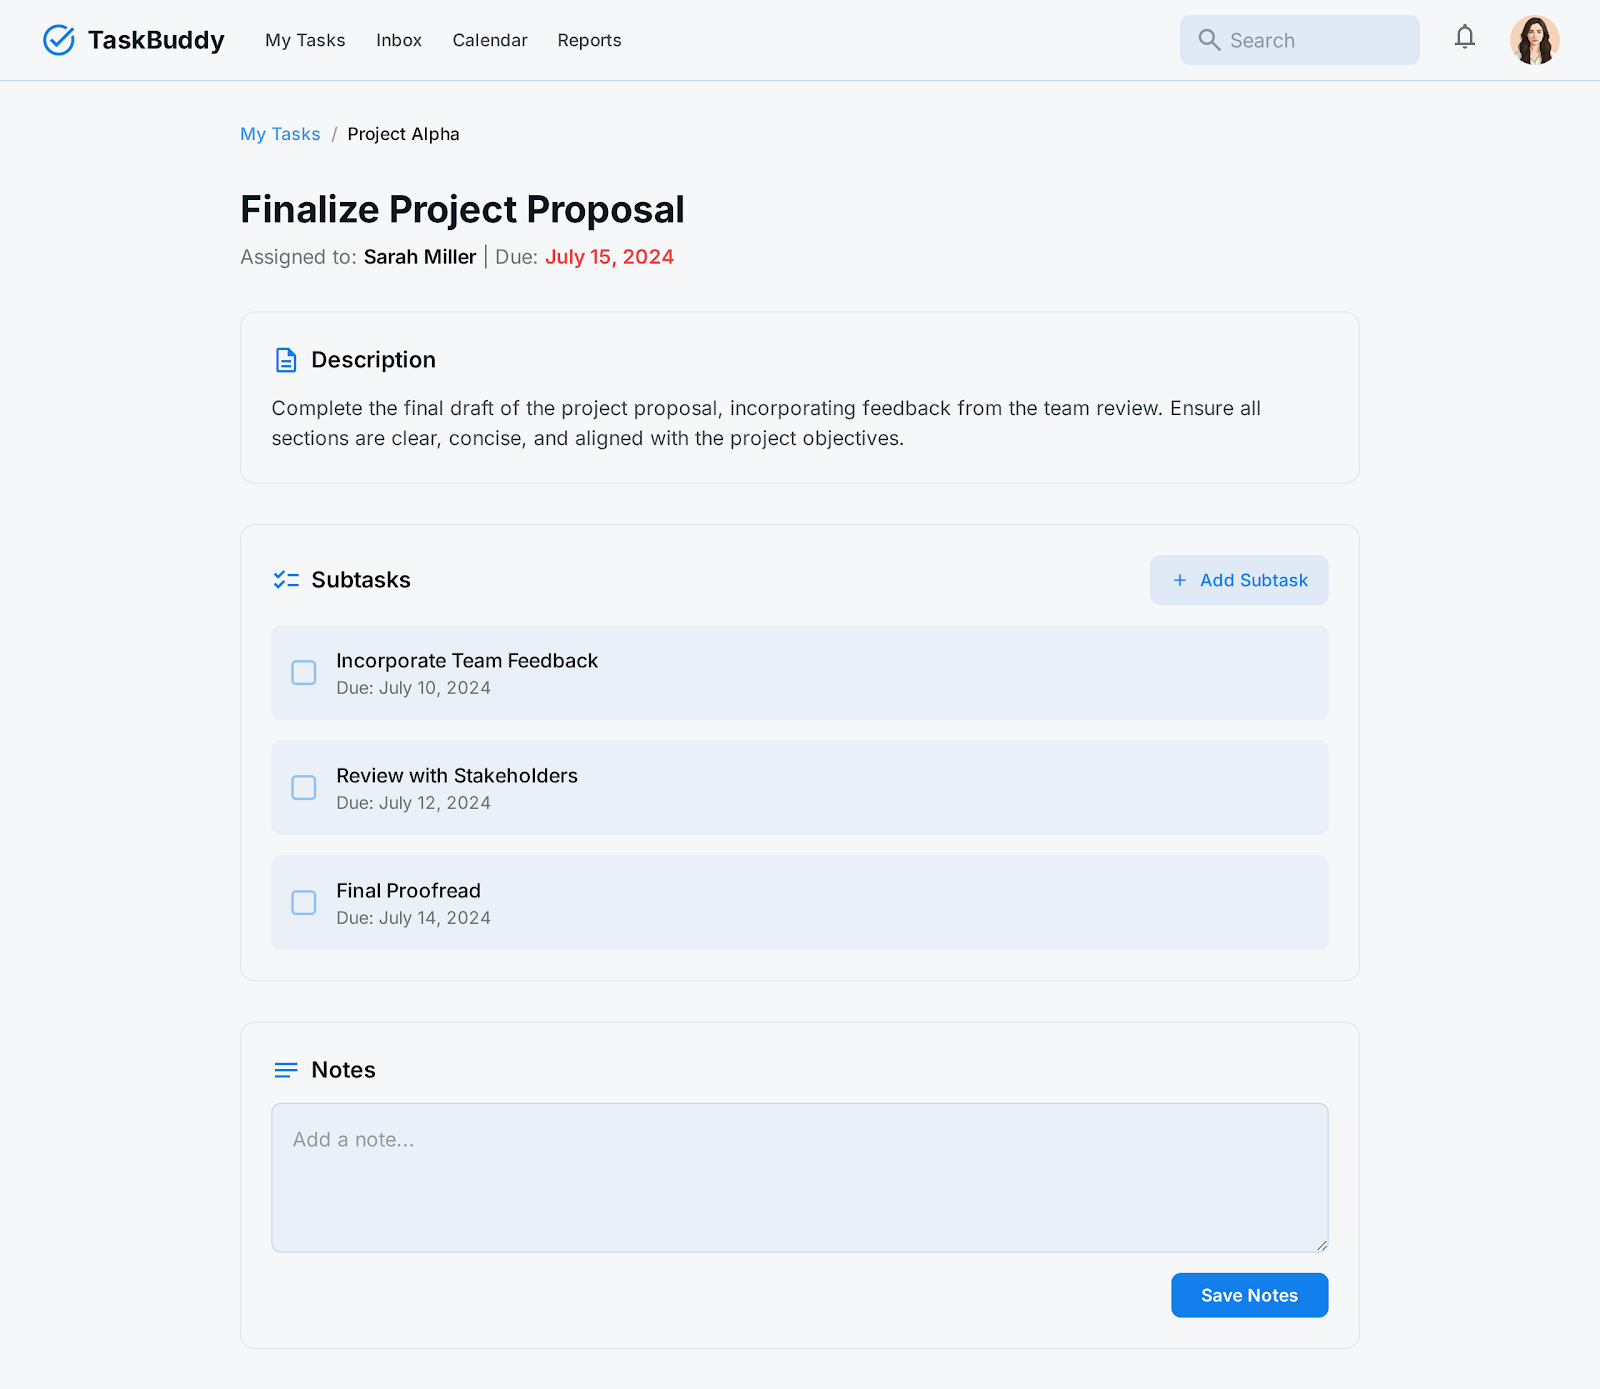 TaskBuddy My Tasks Inbox Calendar Reports Search
My Tasks / Project Alpha
Finalize Project Proposal
Assigned to: Sarah Miller | Due: July 15, 2024
Description
Complete the final draft of the project proposal, incorporating feedback from the team review. Ensure all
sections are clear, concise, and aligned with the project objectives.
Subtasks
+ Add Subtask
Incorporate Team Feedback
Due: July 10, 2024
Review with Stakeholders
Due: July 12, 2024
Final Proofread
Due: July 14, 2024
Notes
Add a note...
Save Notes